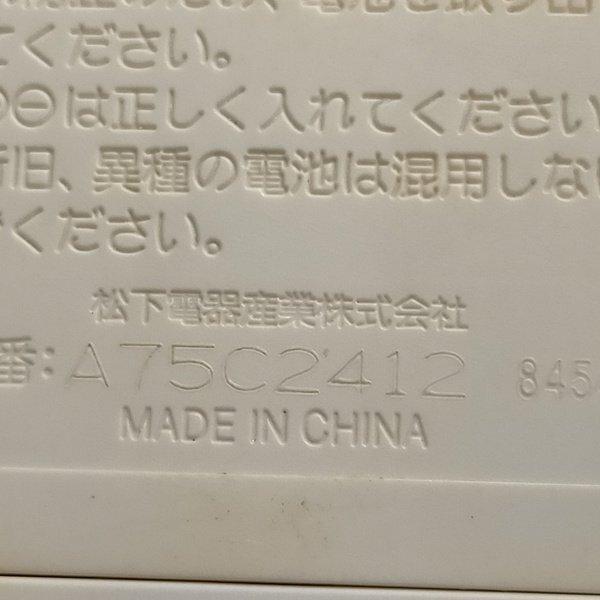 てください。
⊖は正しく入れてください
旧、異種の電池は混用しない
ください。
松下電器産業株式会社
番:A75C2412 845
MADE IN CHINA